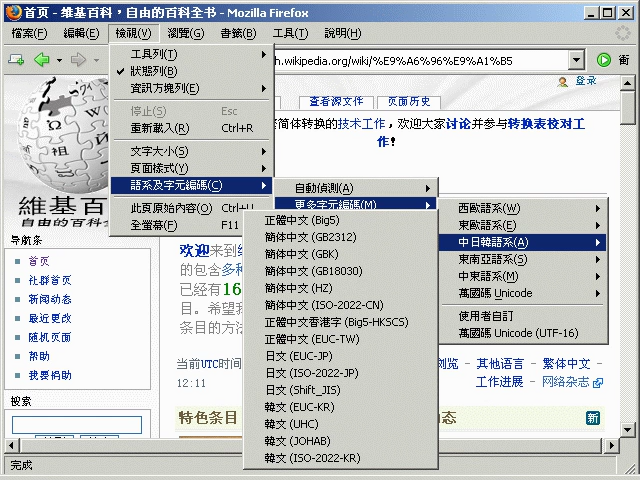 首页 - 维基百科，自由的百科全书 - Mozilla Firefox
檔案(F) 編輯(E) 檢視(V) 瀏覽(G) 書籤(B) 工具(T) 說明(H)
h.wikipedia.org/wiki/%E9%A6%96%E9%A1%B5
工具列(T)
狀態列(B)
資訊方塊列(E)
停止(S) Esc
重新載入(R) Ctrl+R
文字大小(S)
頁面樣式(Y)
語系及字元編碼(C)
此頁原始內容(O) Ctrl+U
全螢幕(F) F11
自動偵測(A)
更多字元編碼(M)
西歐語系(W)
東歐語系(E)
中日韓語系(A)
東南亞語系(S)
中東語系(M)
萬國碼 Unicode
使用者自訂
萬國碼 Unicode (UTF-16)
正體中文 (Big5)
簡体中文 (GB2312)
簡体中文 (GBK)
簡体中文 (GB18030)
簡体中文 (HZ)
簡体中文 (ISO-2022-CN)
正體中文香港字 (Big5-HKSCS)
正體中文 (EUC-TW)
日文 (EUC-JP)
日文 (ISO-2022-JP)
日文 (Shift_JIS)
韓文 (EUC-KR)
韓文 (UHC)
韓文 (JOHAB)
韓文 (ISO-2022-KR)
登录
查看源文件 页页历史
简体转换的技术工作，欢迎大家讨论并参与转换表校对工
作！
維基百
自由的百科全
导航条
首页
社群首页
新闻动态
最近更改
随机页面
帮助
我要捐助
搜索
欢迎来到
的包含多
已经有16
目。希望
条目的方法
当前UTC时间
12:11
浏览 - 其他语言 - 繁体中文 -
工作进展 - 网络杂志
特色条目
动态
新
完成